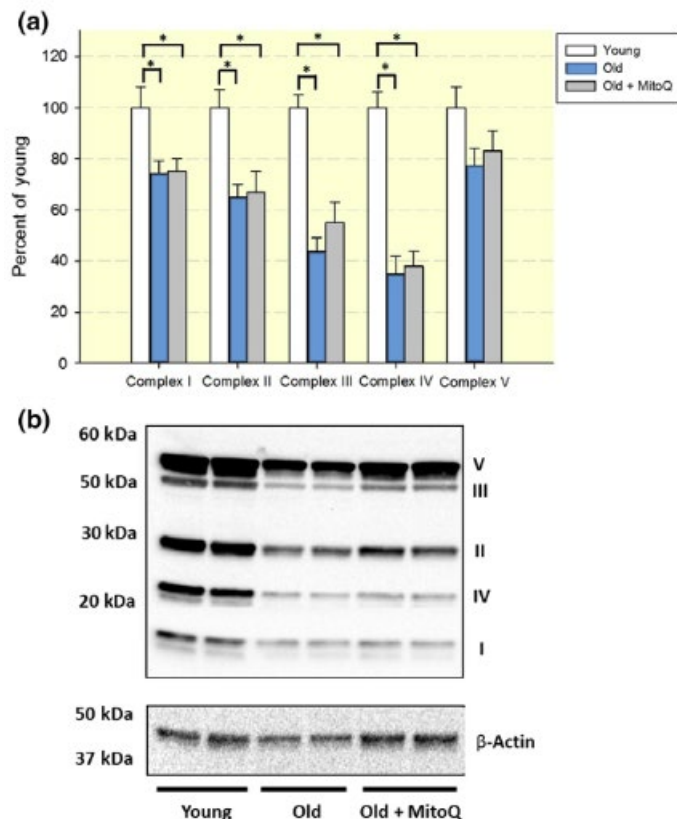 (a)
Percent of young
120
100
80
60
40
20
0
* * * * * * * *
Young
Old
Old + MitoQ
Complex I Complex II Complex III Complex IV Complex V
(b)
60 kDa
50 kDa
30 kDa
20 kDa
V
III
II
IV
I
50 kDa
37 kDa
β-Actin
Young Old Old + MitoQ